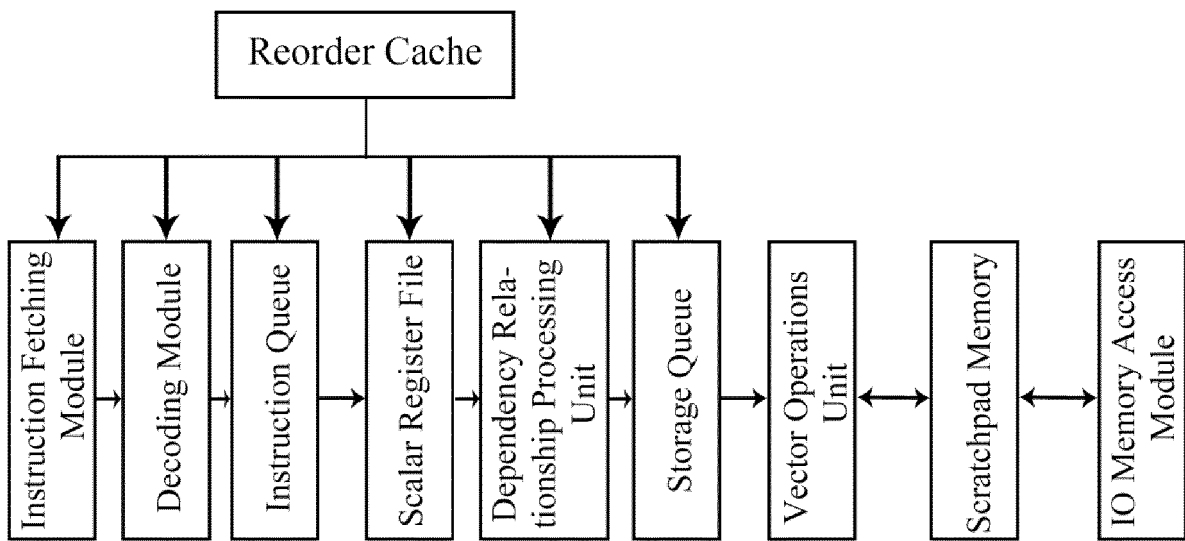 Reorder Cache
Instruction Fetching
Module
Decoding Module
Instruction Queue
Scalar Register File
Dependency Rela-
tionship Processing
Unit
Storage Queue
Vector Operations
Unit
Scratchpad Memory
IO Memory Access
Module